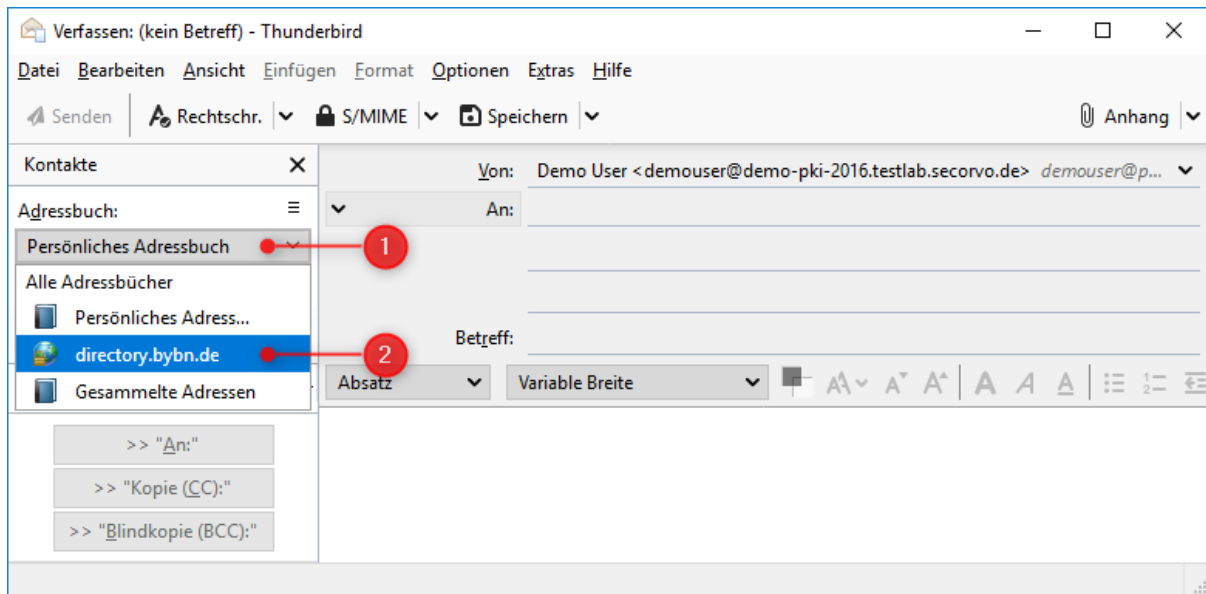 Verfassen: (kein Betreff) - Thunderbird
Datei Bearbeiten Ansicht Einfügen Format Optionen Extras Hilfe
Senden Rechtschr. S/MIME Speichern Anhang
Kontakte
Von: Demo User <demouser@demo-pki-2016.testlab.secorvo.de> demouser@p...
Adressbuch:
An:
Persönliches Adressbuch 1
Alle Adressbücher
Persönliches Adress...
Betreff:
directory.bybn.de 2
Absatz Variable Breite
Gesammelte Adressen
>> "An:"
>> "Kopie (CC):"
>> "Blindkopie (BCC):"